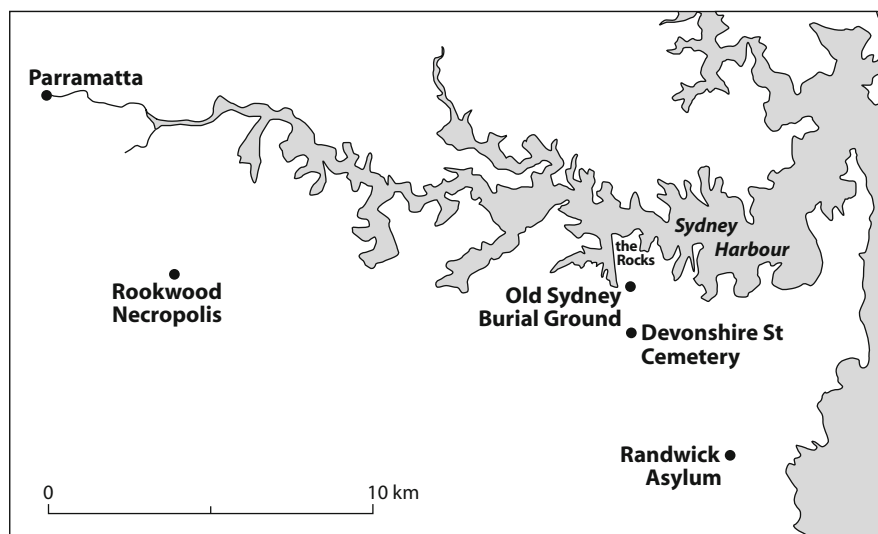 Parramatta
Sydney
Harbour
the
Rocks
Rookwood
Necropolis
Old Sydney
Burial Ground
Devonshire St
Cemetery
Randwick
Asylum
0
10 km